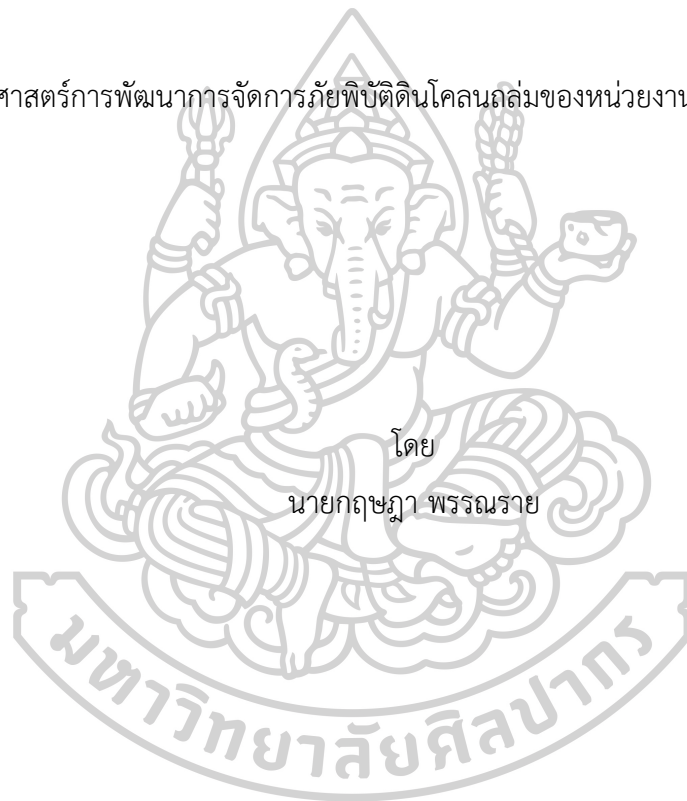 ศาสตร์การพัฒนาการจัดการภัยพิบัติดินโคลนถล่มของหน่วยงาน
โดย
นายกฤษฎา พรรณราย
มหาวิทยาลัยศิลปากร